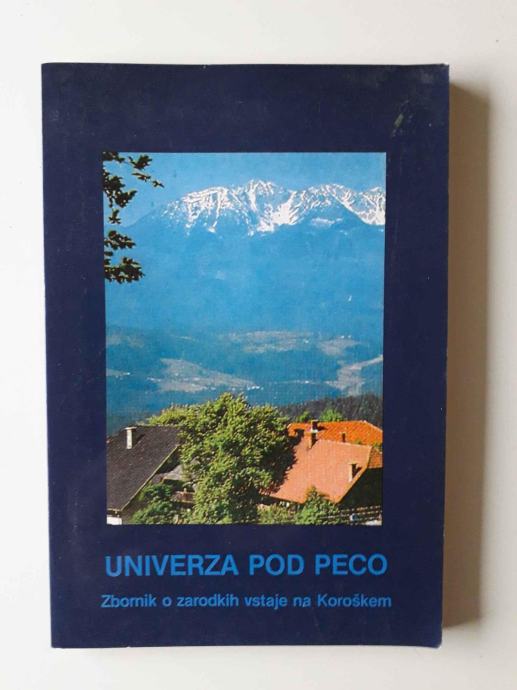 UNIVERZA POD PECO
Zbornik o zarodkih vstaje na Koroškem